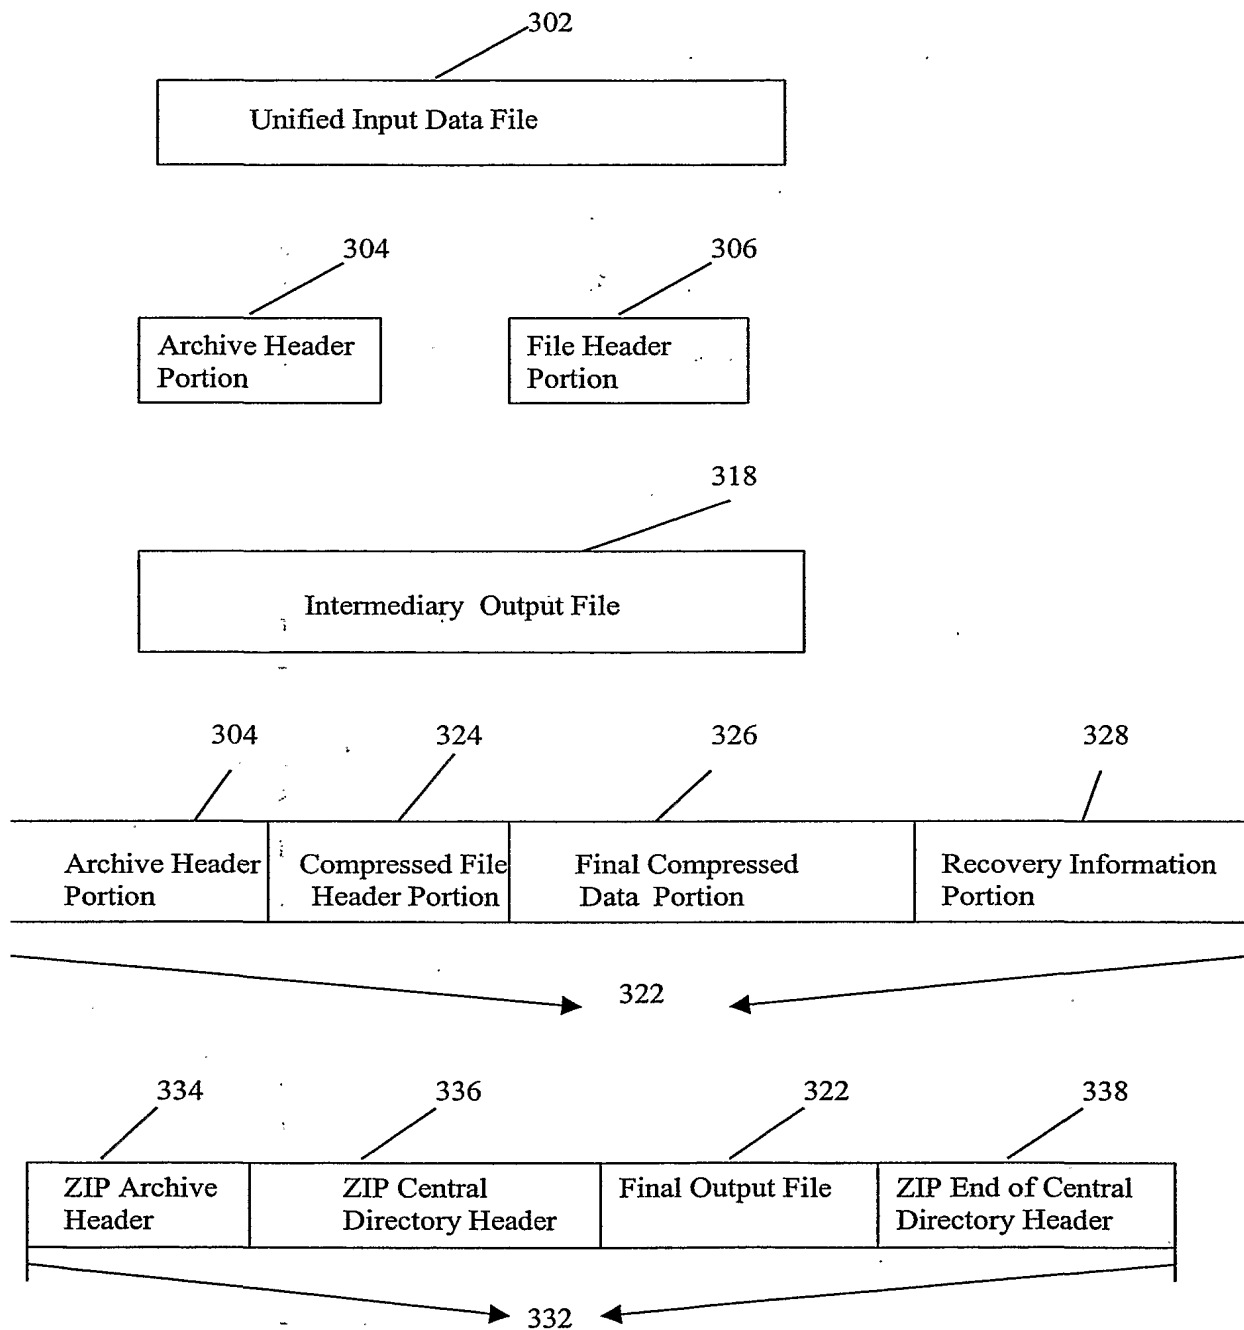 302
Unified Input Data File
304
306
Archive Header
Portion
File Header
Portion
318
Intermediary Output File
304
324
326
328
Archive Header
Portion
Compressed File
Header Portion
Final Compressed
Data Portion
Recovery Information
Portion
322
334
336
322
338
ZIP Archive
Header
ZIP Central
Directory Header
Final Output File
ZIP End of Central
Directory Header
332